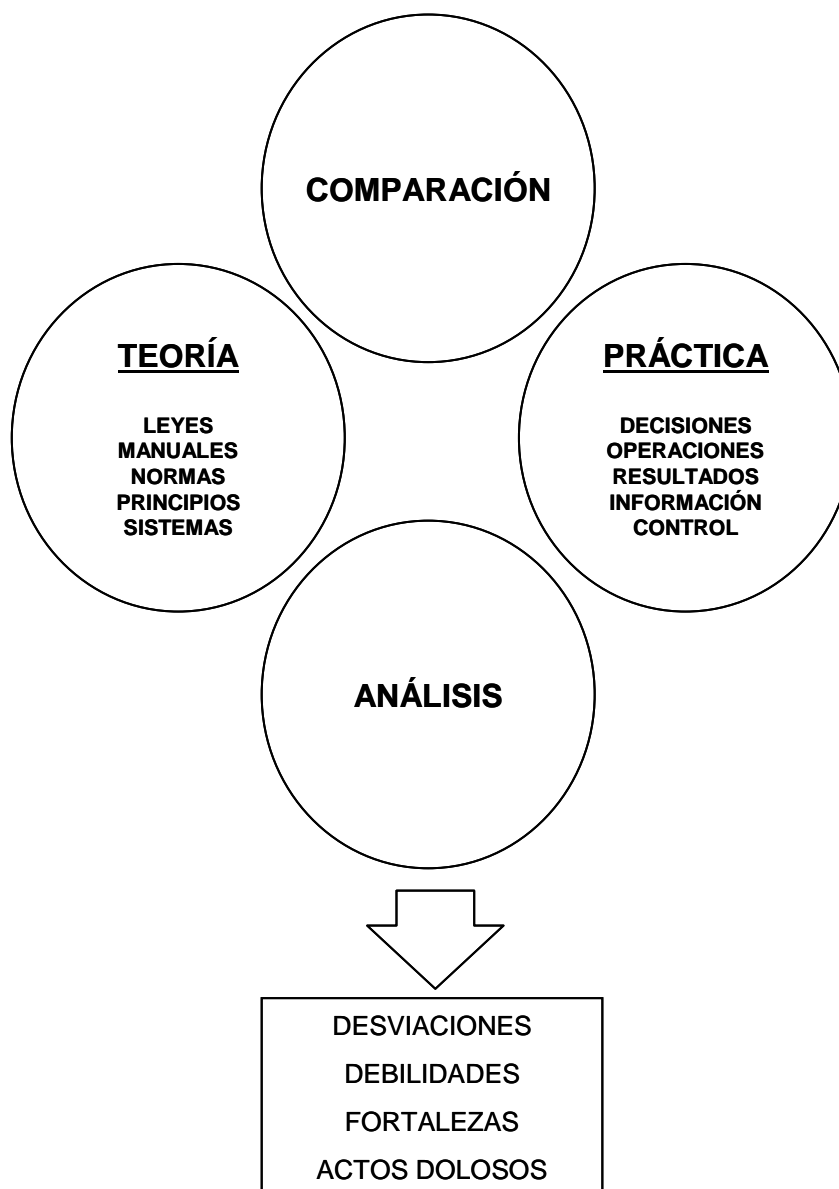 COMPARACIÓN
TEORÍA
LEYES
MANUALES
NORMAS
PRINCIPIOS
SISTEMAS
PRÁCTICA
DECISIONES
OPERACIONES
RESULTADOS
INFORMACIÓN
CONTROL
ANÁLISIS
DESVIACIONES
DEBILIDADES
FORTALEZAS
ACTOS DOLOSOS